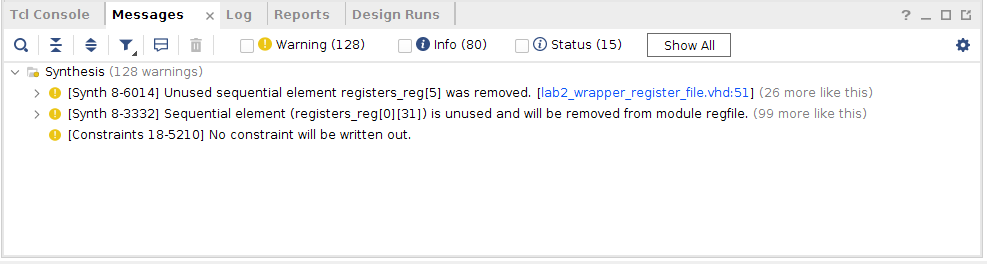 Tcl Console Messages × Log Reports Design Runs ?
Warning (128) Info (80) Status (15) Show All
Synthesis (128 warnings)
[Synth 8-6014] Unused sequential element registers_reg[5] was removed. [lab2_wrapper_register_file.vhd:51] (26 more like this)
[Synth 8-3332] Sequential element (registers_reg[0][31]) is unused and will be removed from module regfile. (99 more like this)
[Constraints 18-5210] No constraint will be written out.